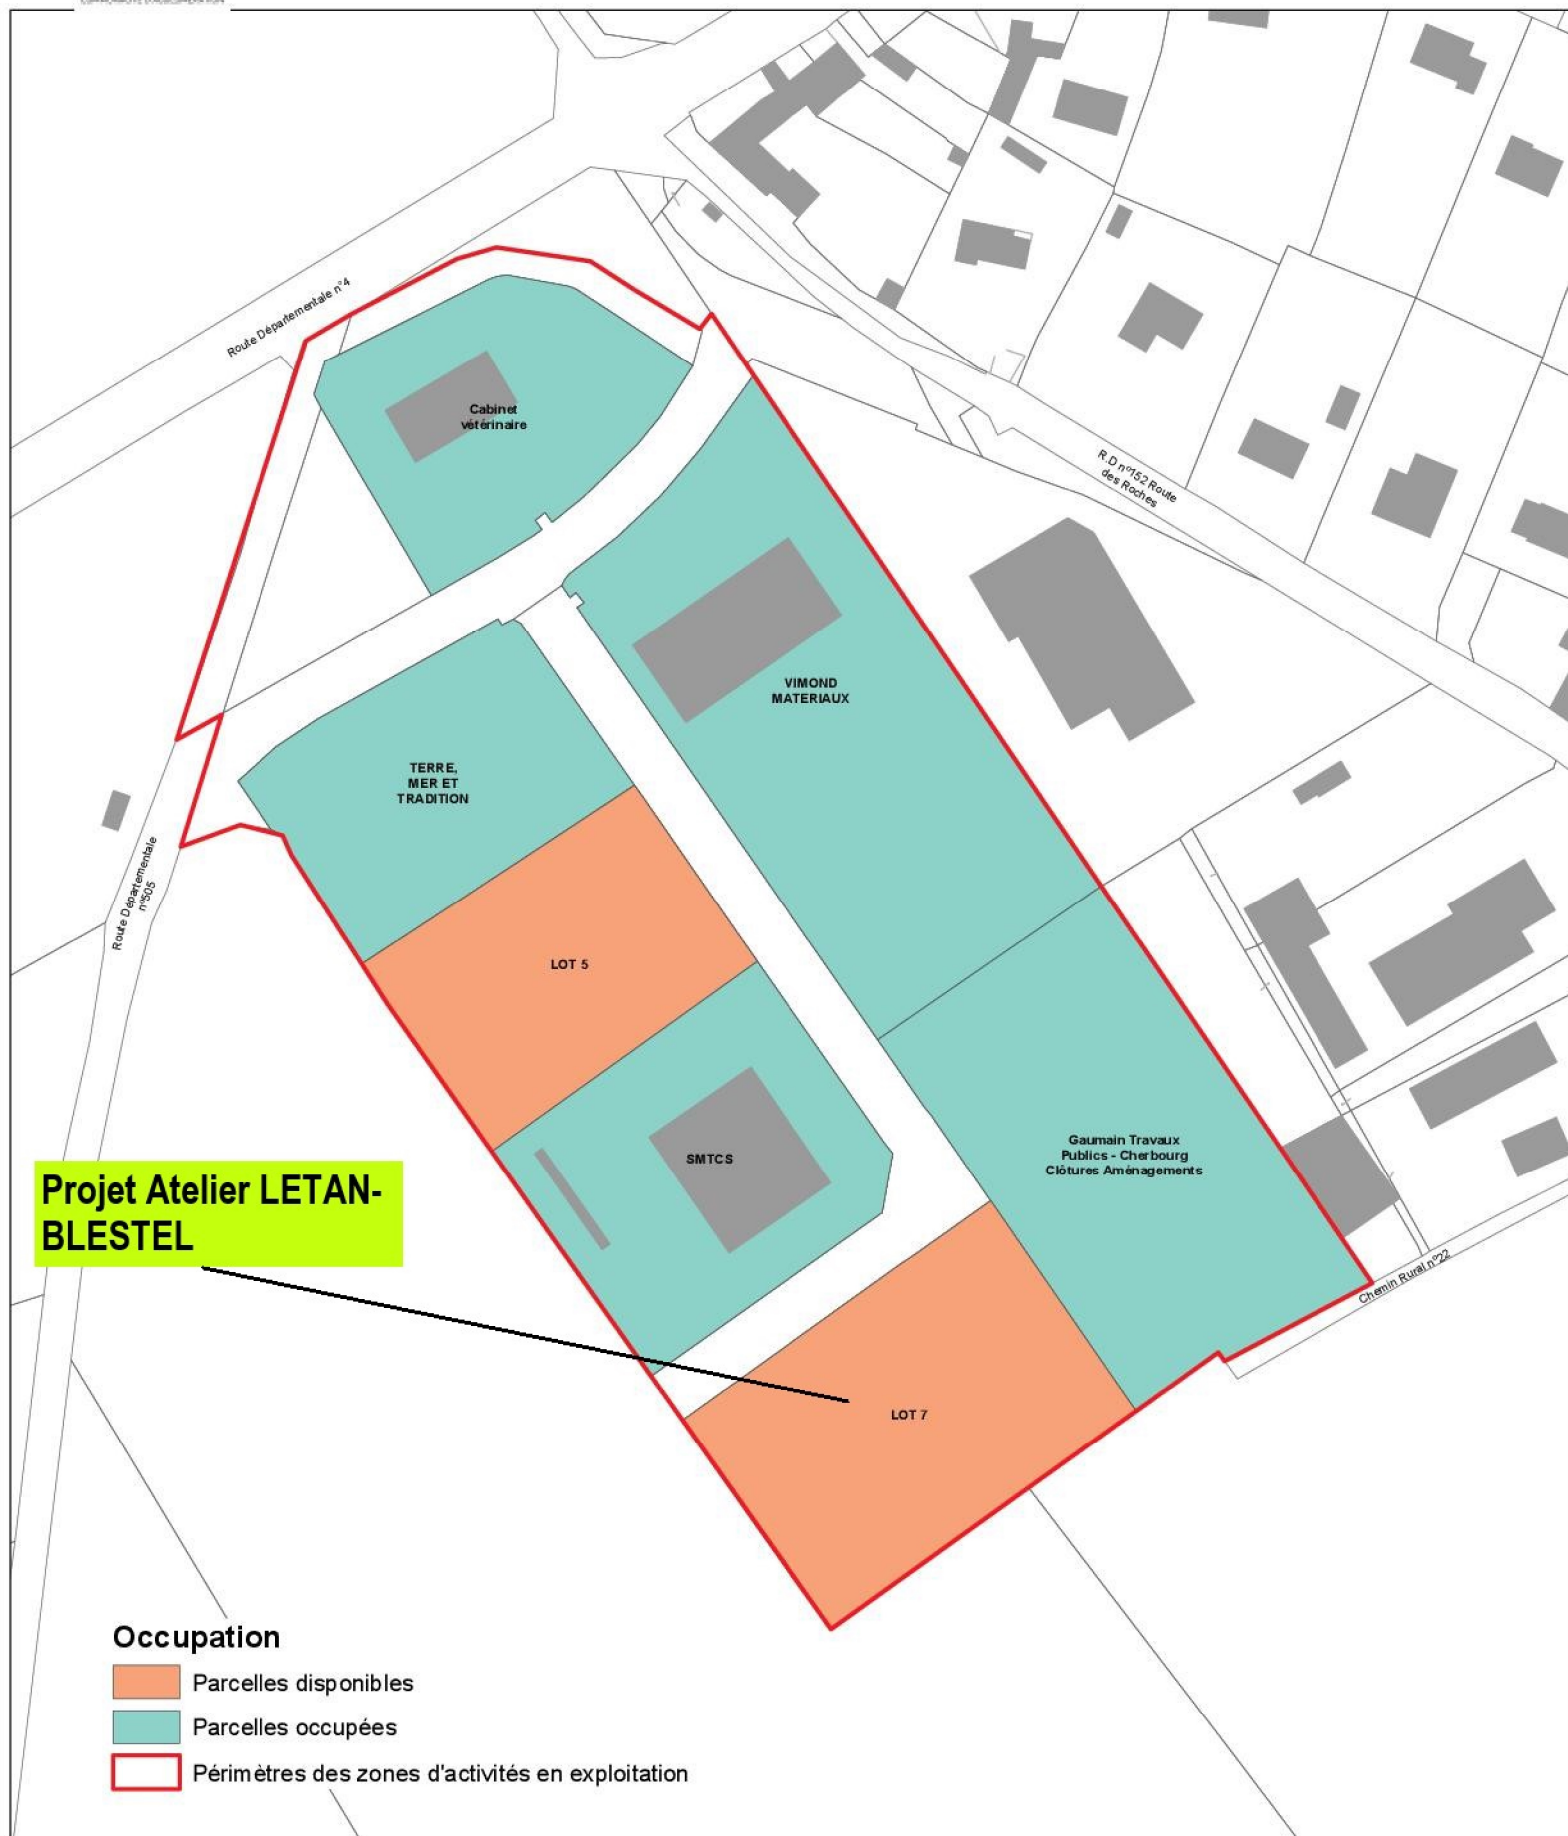 Route Départementale n°4
Cabinet
vétérinaire
R.D n°152 Route
des Roches
VIMOND
MATERIAUX
TERRE,
MER ET
TRADITION
Route Départementale
n°505
LOT 5
SMTCS
Gaumain Travaux
Publics - Cherbourg
Clôtures Aménagements
Projet Atelier LETAN-
BLESTEL
Chemin Rural n°22
LOT 7
Occupation
Parcelles disponibles
Parcelles occupées
Périmètres des zones d'activités en exploitation